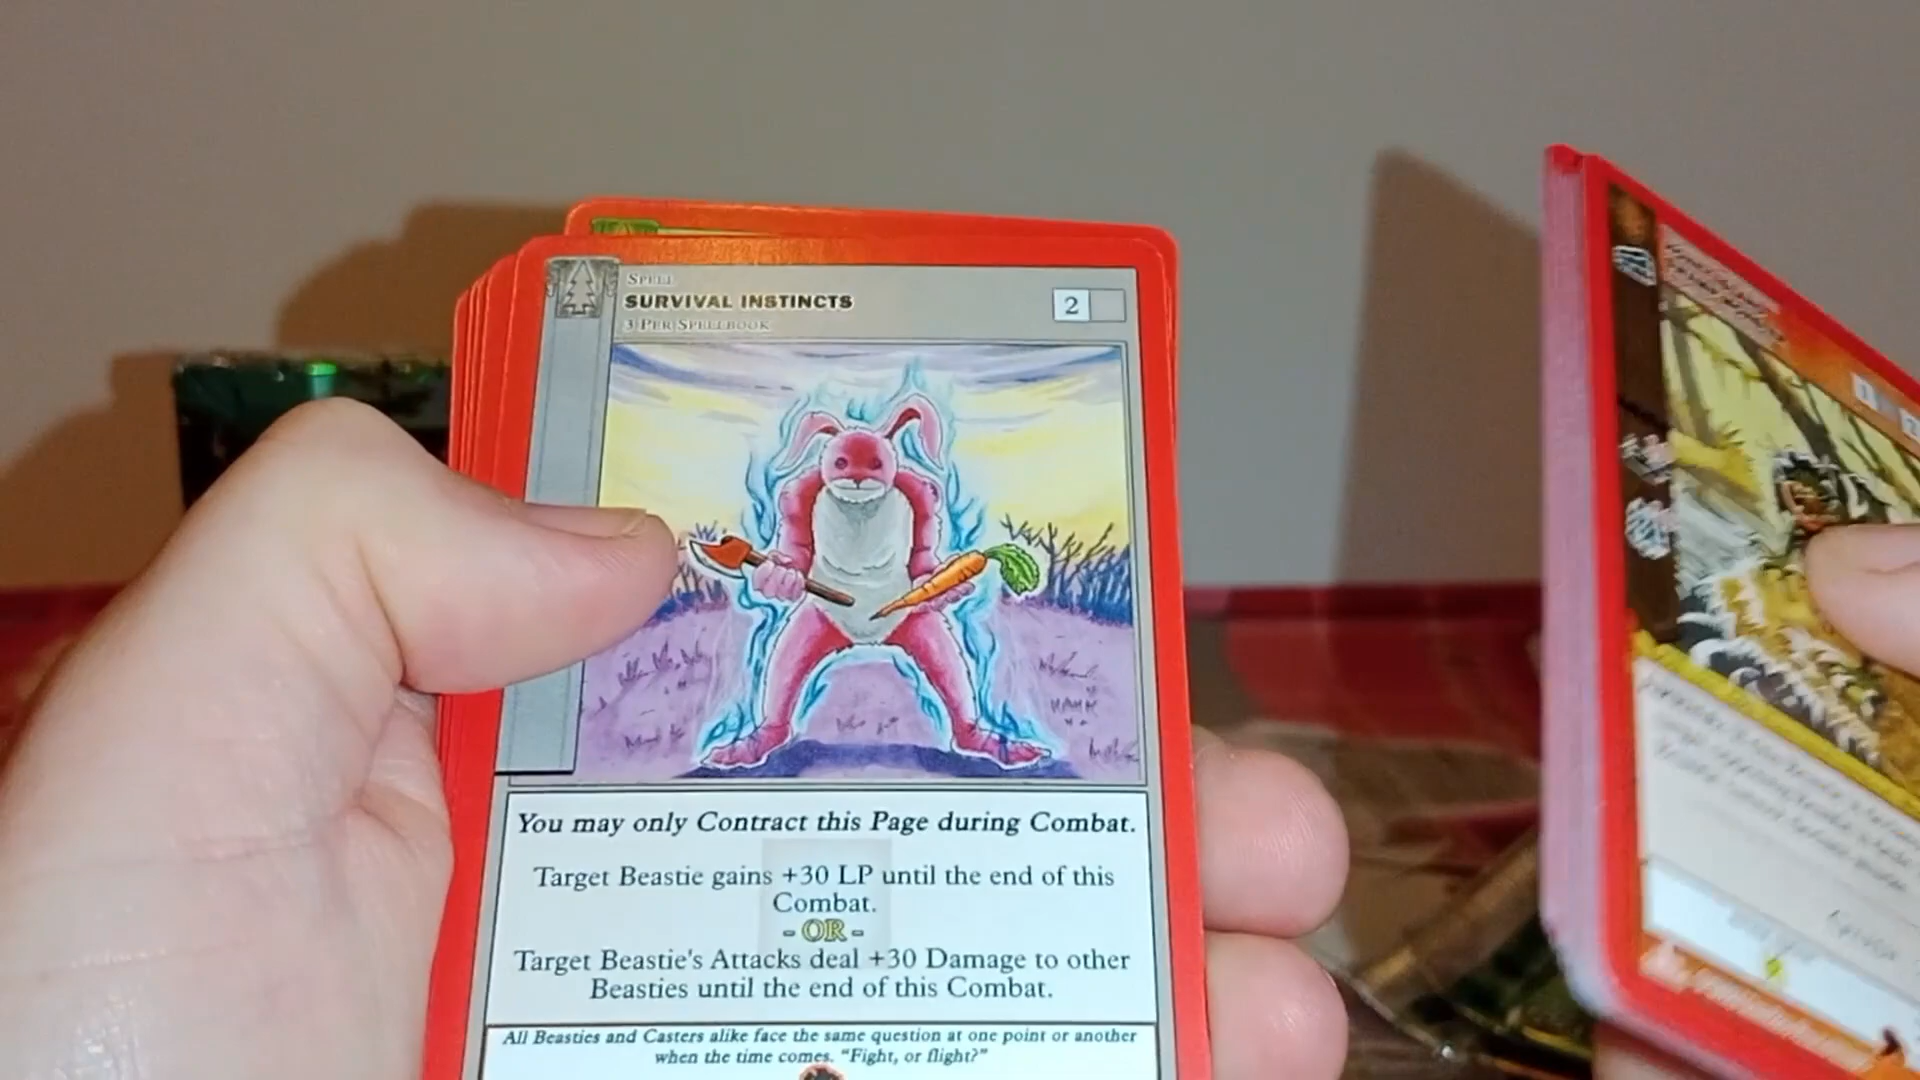 SPELL
SURVIVAL INSTINCTS
3 PER SPELLBOOK
2
You may only Contract this Page during Combat.
Target Beastie gains +30 LP until the end of this
Combat.
- OR -
Target Beastie's Attacks deal +30 Damage to other
Beasties until the end of this Combat.
All Beasties and Casters alike face the same question at one point or another
when the time comes. "Fight, or flight?"